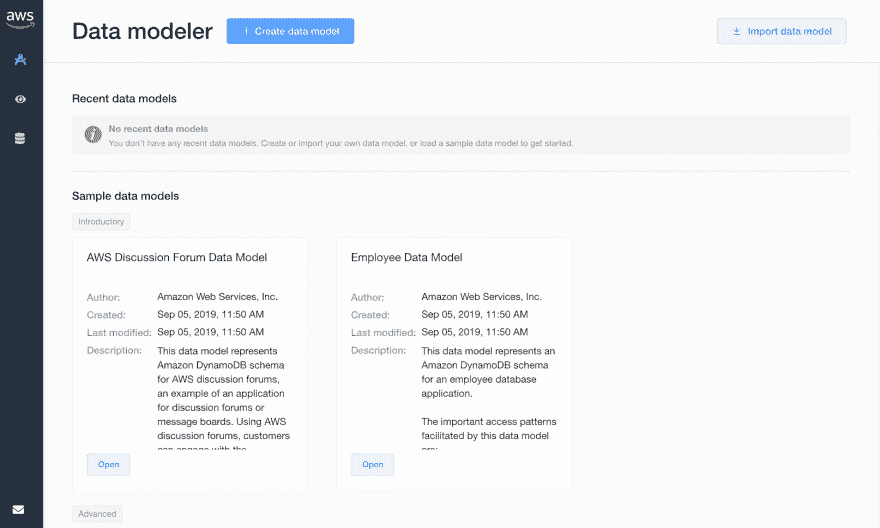 aws
Data modeler
+ Create data model
Import data model
Recent data models
No recent data models
You don't have any recent data models. Create or import your own data model, or load a sample data model to get started.
Sample data models
Introductory
AWS Discussion Forum Data Model
Author: Amazon Web Services, Inc.
Created: Sep 05, 2019, 11:50 AM
Last modified: Sep 05, 2019, 11:50 AM
Description: This data model represents
Amazon DynamoDB schema
for AWS discussion forums,
an example of an application
for discussion forums or
message boards. Using AWS
discussion forums, customers
can engage with the
Open
Employee Data Model
Author: Amazon Web Services, Inc.
Created: Sep 05, 2019, 11:50 AM
Last modified: Sep 05, 2019, 11:50 AM
Description: This data model represents an
Amazon DynamoDB schema
for an employee database
application.
The important access patterns
facilitated by this data model
are:
Open
Advanced